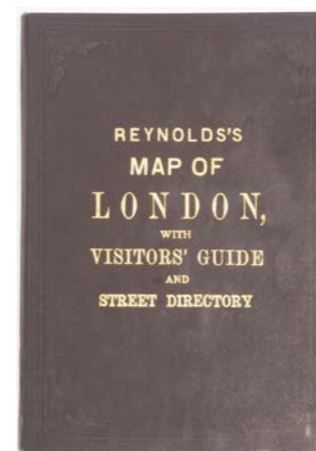 REYNOLDS'S
MAP OF
LONDON,
WITH
VISITORS' GUIDE
AND
STREET DIRECTORY